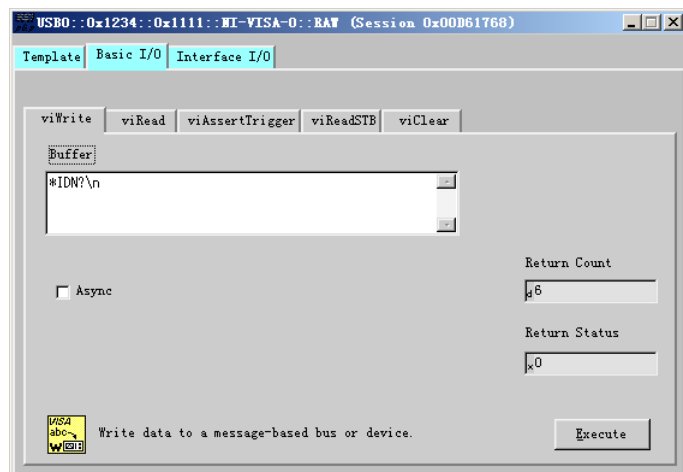 USB0::0x1234::0x1111::NI-VISA-0::RAW (Session 0x00D61768)
Template Basic I/O Interface I/O
viWrite viRead viAssertTrigger viReadSTB viClear
Buffer
*IDN?\n
Return Count
d6
Async
Return Status
x0
VISA
abc
W
Write data to a message-based bus or device.
Execute